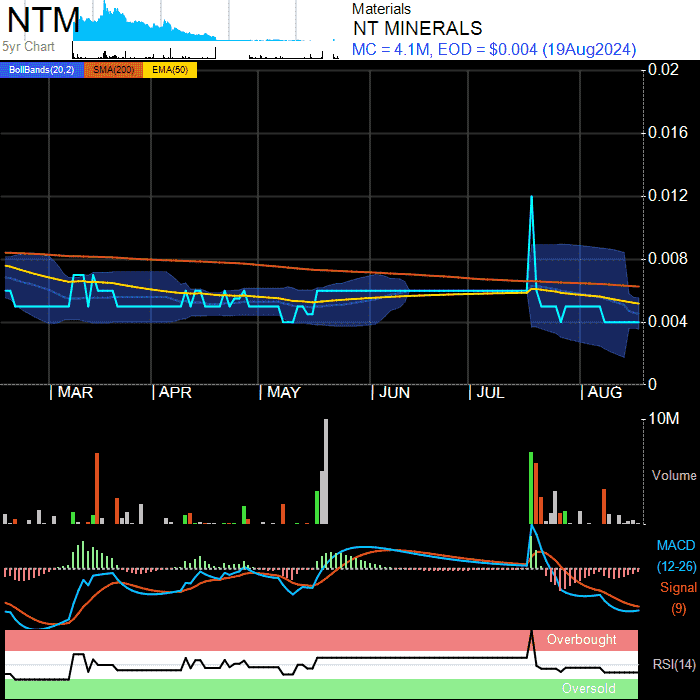 NTM
5yr Chart
Materials
NT MINERALS
MC = 4.1M, EOD = $0.004 (19Aug2024)
BollBands(20,2) SMA(200) EMA(50)
0.02
0.016
0.012
0.008
0.004
0
MAR APR MAY JUN JUL AUG
10M
Volume
MACD
(12-26)
Signal
(9)
Overbought
RSI(14)
Oversold